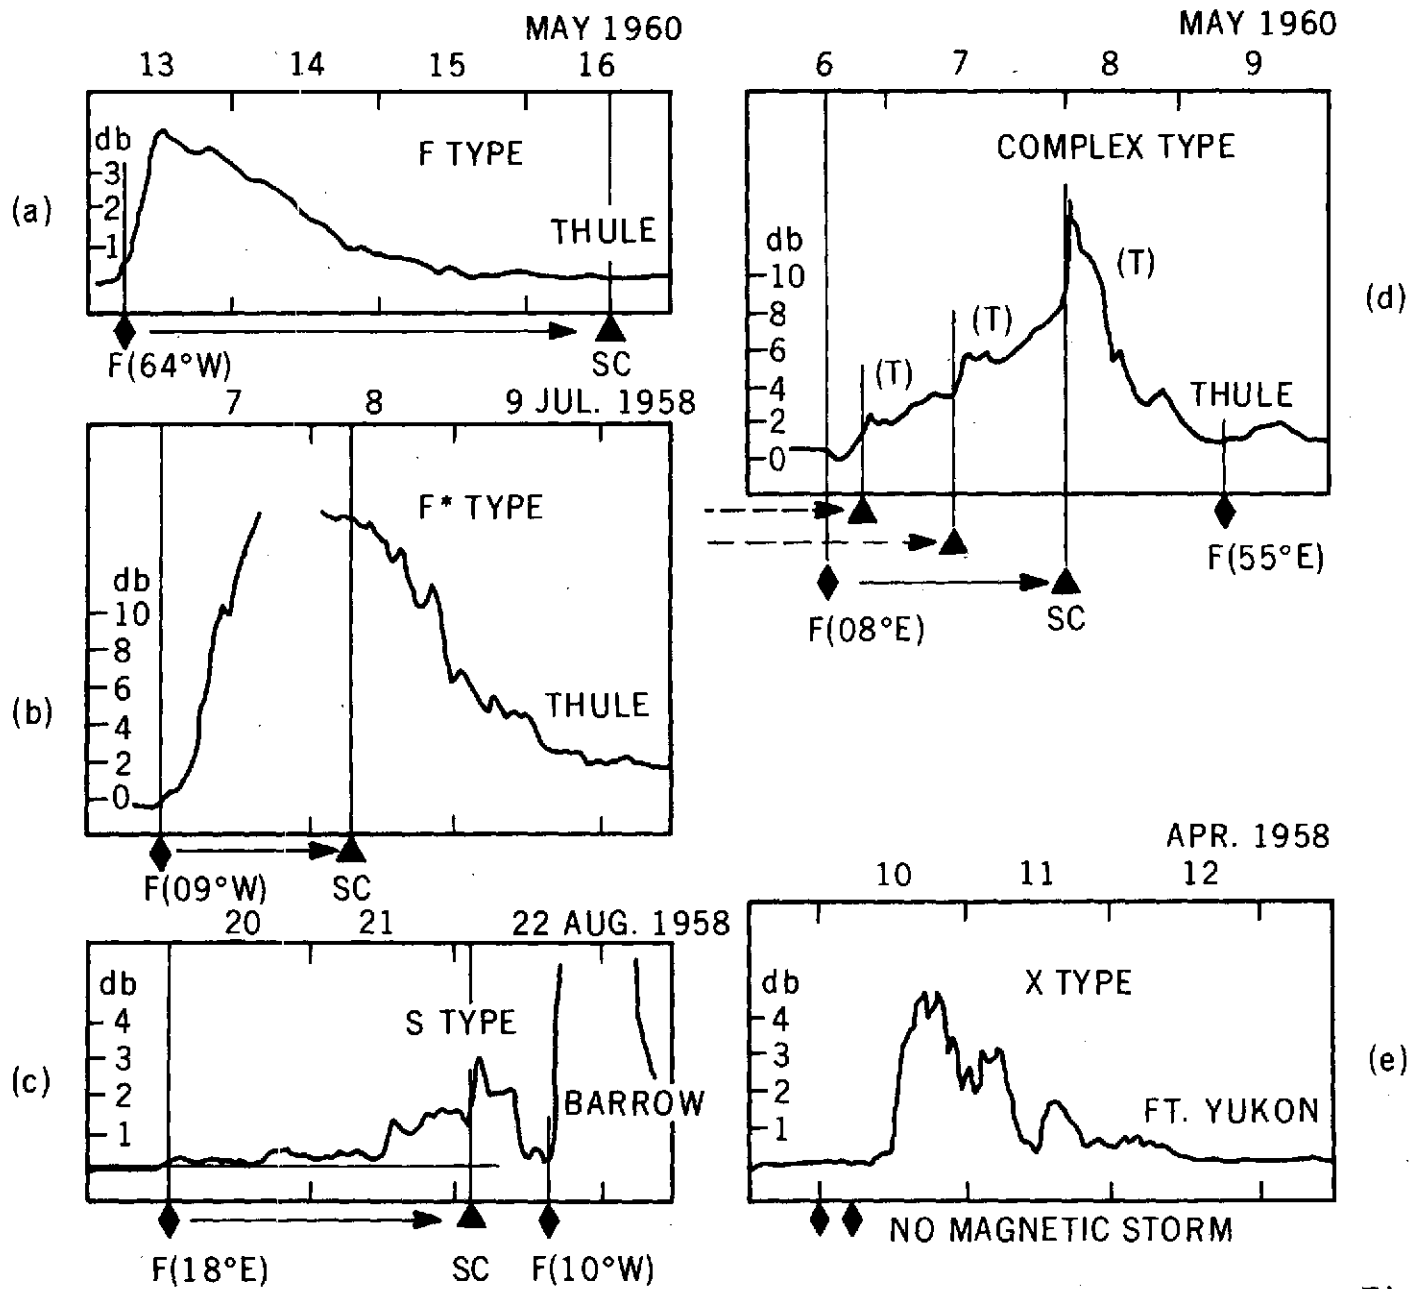 MAY 1960
13 14 15 16
db
3
2
1
F TYPE
THULE
(a)
F(64°W)
SC
7 8 9 JUL. 1958
F* TYPE
db
10
8
6
4
2
0
THULE
(b)
F(09°W)
SC
20 21 22 AUG. 1958
db
4
3
2
1
S TYPE
BARROW
(c)
F(18°E)
SC
F(10°W)
MAY 1960
6 7 8 9
COMPLEX TYPE
db
10
8
6
4
2
0
(T)
(T)
(T)
THULE
(d)
F(55°E)
F(08°E)
SC
APR. 1958
10 11 12
db
4
3
2
1
X TYPE
FT. YUKON
(e)
NO MAGNETIC STORM